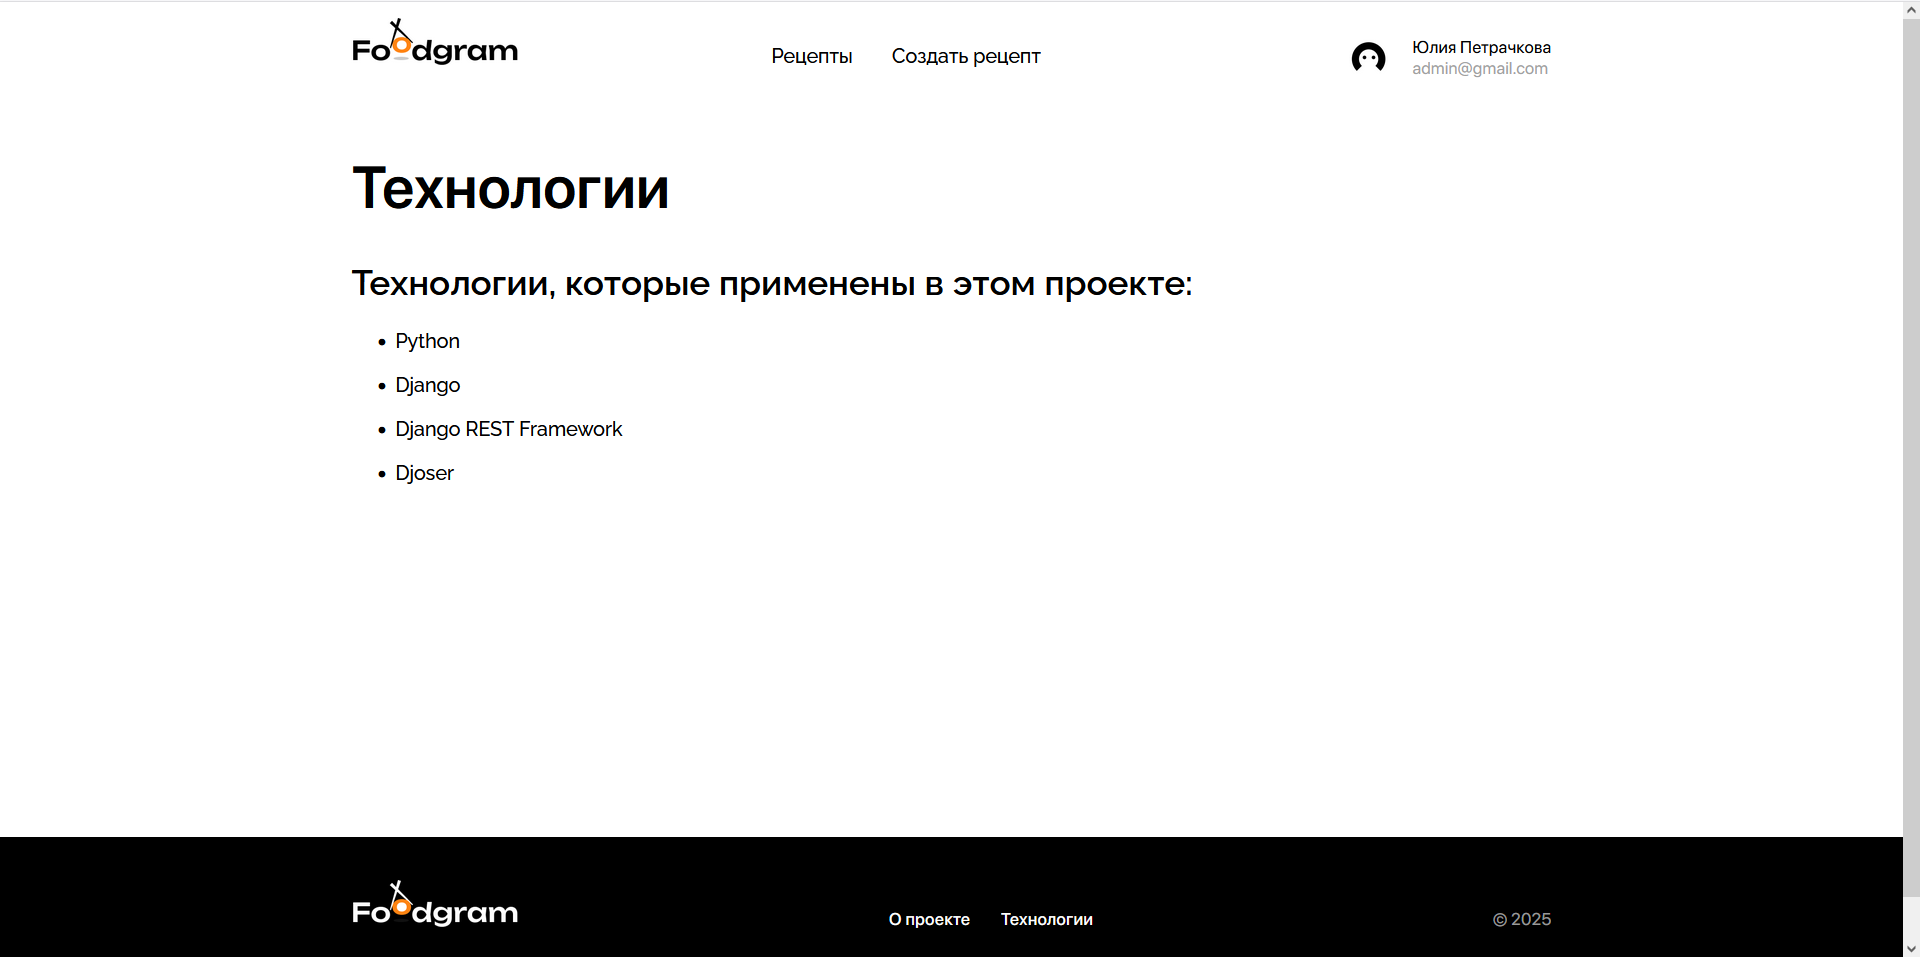 Foodgram
Рецепты
Создать рецепт
Юлия Петрачкова
admin@gmail.com
Технологии
Технологии, которые применены в этом проекте:
Python
Django
Django REST Framework
Djoser
Foodgram
О проекте
Технологии
© 2025